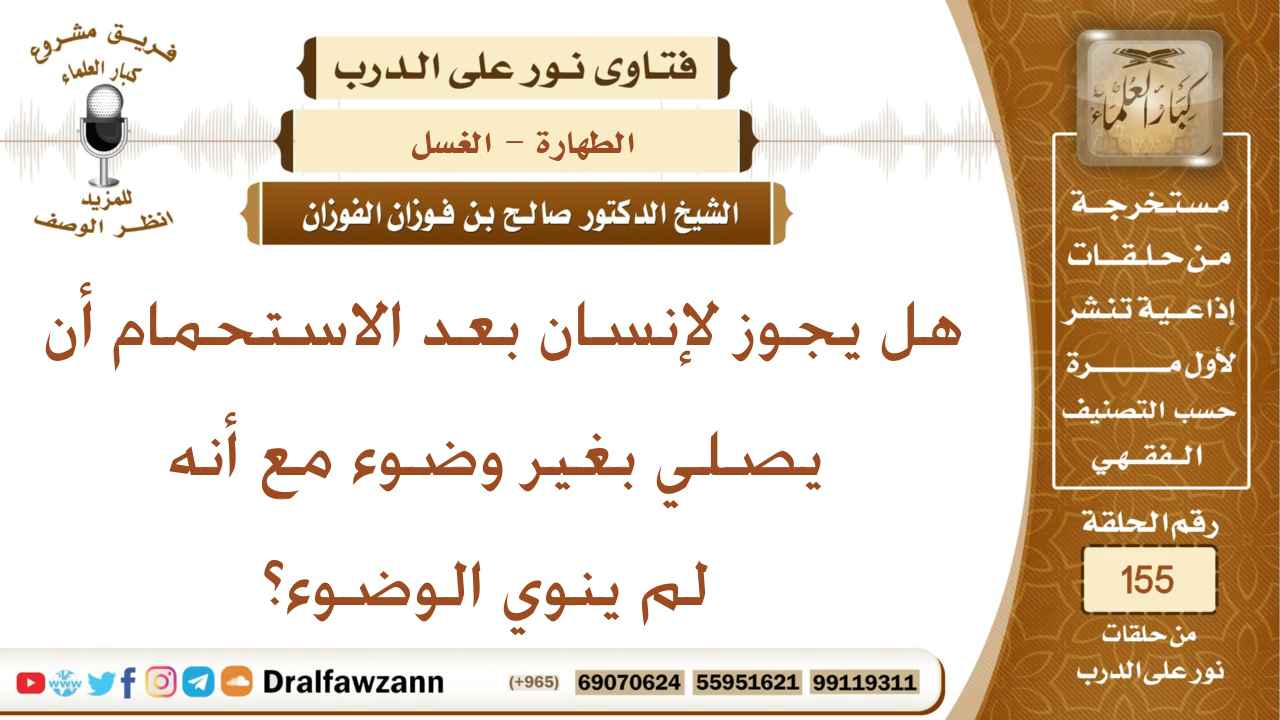 فريق مشروع
كبار العلماء
للمزيد
انظر الوصف
فتاوى نور على الدرب
الطهارة - الغسل
الشيخ الدكتور صالح بن فوزان الفوزان
هل يجوز لإنسان بعد الاستحمام أن
يصلي بغير وضوء مع أنه
لم ينوي الوضوء؟
كبار العلماء
مستخرجة
من حلقات
إذاعية تنشر
لأول مرة
حسب التصنيف
الفقهي
رقم الحلقة
155
من حلقات
نور على الدرب
www Dralfawzann (+965) 69070624 55951621 99119311